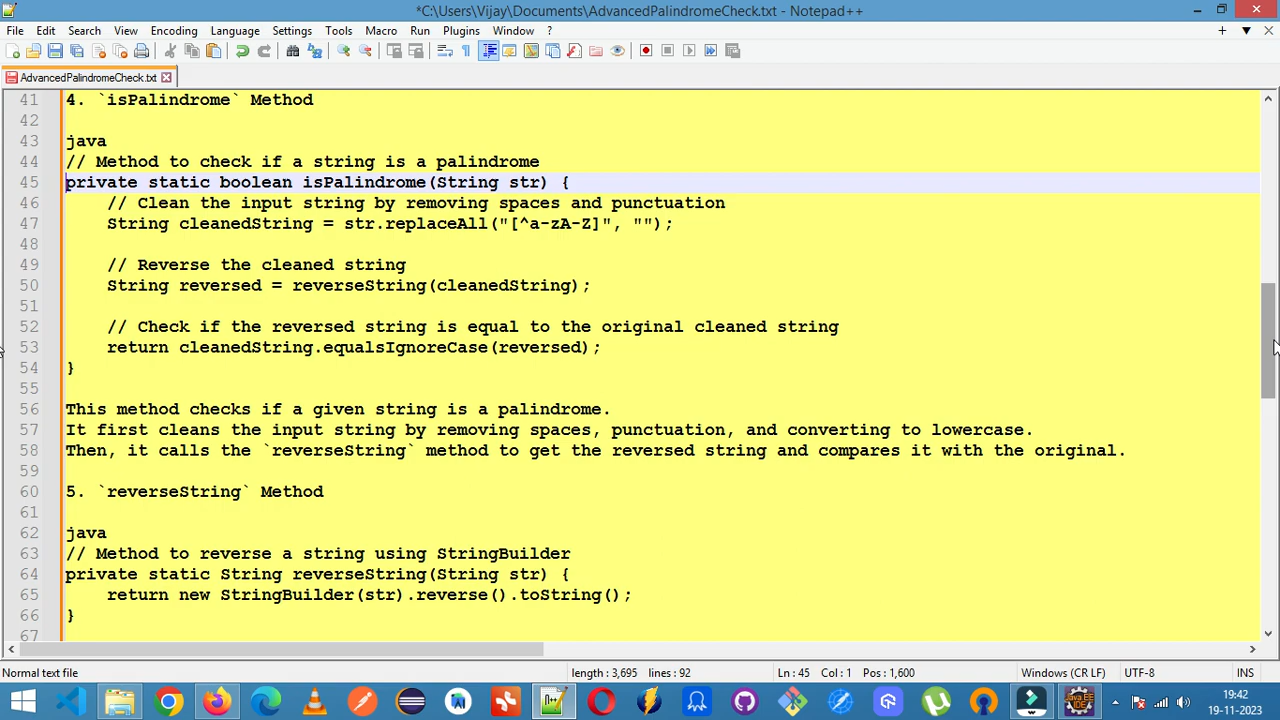 *C:\Users\Vijay\Documents\AdvancedPalindromeCheck.txt - Notepad++
File Edit Search View Encoding Language Settings Tools Macro Run Plugins Window ?
AdvancedPalindromeCheck.txt
41 4. `isPalindrome` Method
42
43 java
44 // Method to check if a string is a palindrome
45 private static boolean isPalindrome(String str) {
46     // Clean the input string by removing spaces and punctuation
47     String cleanedString = str.replaceAll("[^a-zA-Z]", "");
48
49     // Reverse the cleaned string
50     String reversed = reverseString(cleanedString);
51
52     // Check if the reversed string is equal to the original cleaned string
53     return cleanedString.equalsIgnoreCase(reversed);
54 }
55
56 This method checks if a given string is a palindrome.
57 It first cleans the input string by removing spaces, punctuation, and converting to lowercase.
58 Then, it calls the `reverseString` method to get the reversed string and compares it with the original.
59
60 5. `reverseString` Method
61
62 java
63 // Method to reverse a string using StringBuilder
64 private static String reverseString(String str) {
65     return new StringBuilder(str).reverse().toString();
66 }
67
Normal text file length : 3,695 lines : 92 Ln : 45 Col : 1 Pos : 1,600 Windows (CR LF) UTF-8 INS
19:42
19-11-2023